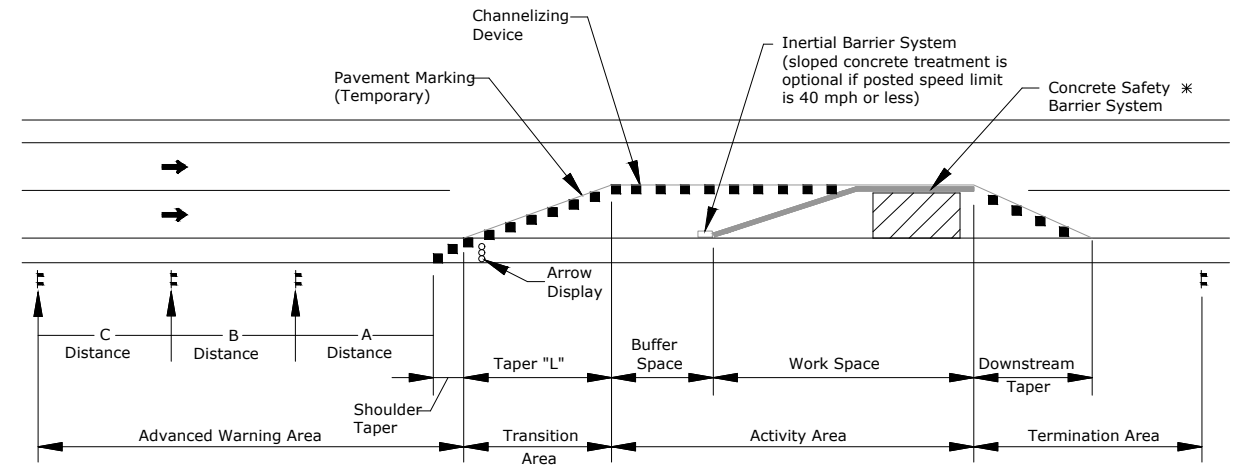 Channelizing
Device
Inertial Barrier System
(sloped concrete treatment is
optional if posted speed limit
is 40 mph or less)
Pavement Marking
(Temporary)
Concrete Safety *
Barrier System
Arrow
Display
C
Distance
B
Distance
A
Distance
Buffer
Space
Taper "L"
Work Space
Downstream
Taper
Shoulder
Taper
Advanced Warning Area
Transition
Area
Activity Area
Termination Area